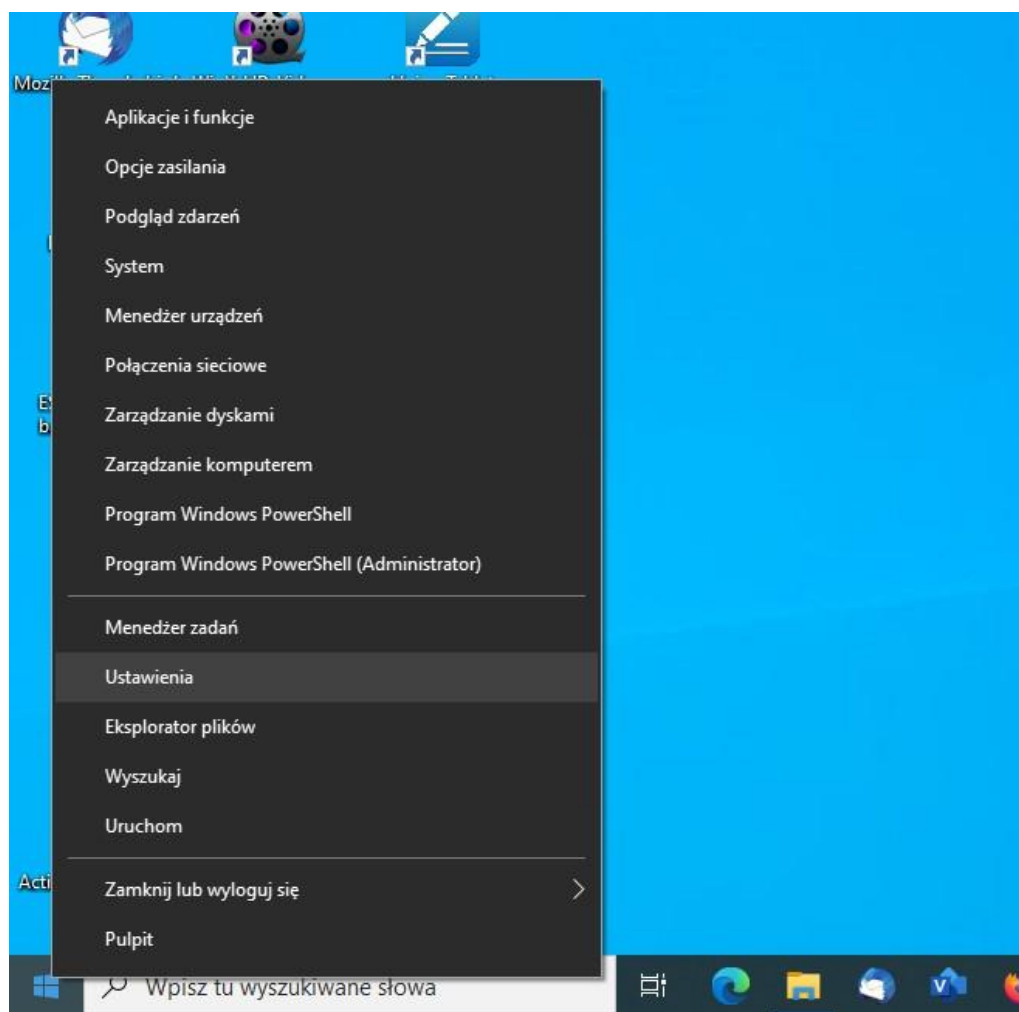 Aplikacje i funkcje
Opcje zasilania
Podgląd zdarzeń
System
Menedżer urządzeń
Połączenia sieciowe
Zarządzanie dyskami
Zarządzanie komputerem
Program Windows PowerShell
Program Windows PowerShell (Administrator)
Menedżer zadań
Ustawienia
Eksplorator plików
Wyszukaj
Uruchom
Acti
Zamknij lub wyloguj się
Pulpit
Wpisz tu wyszukiwane słowa